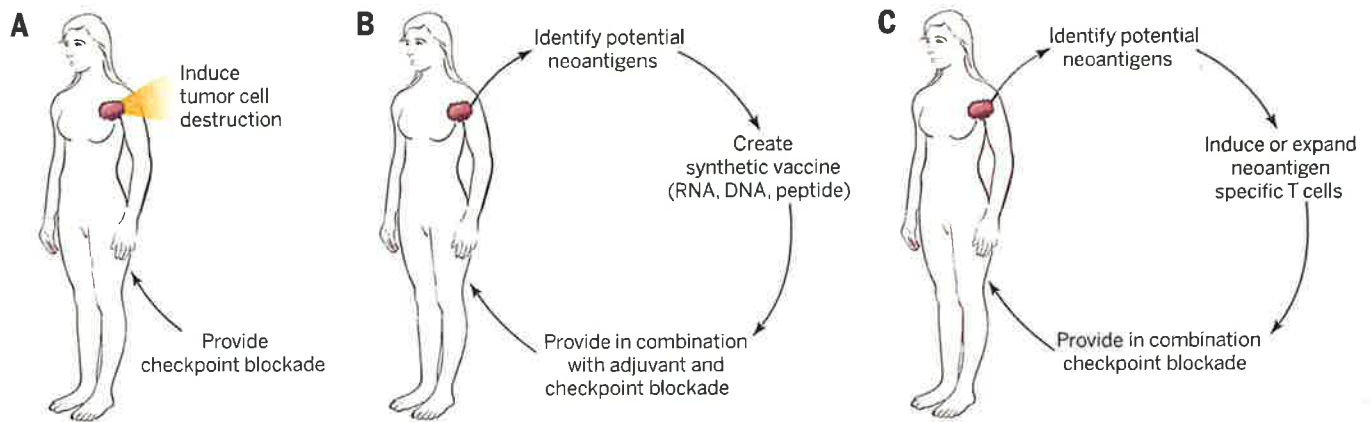 A
Induce
tumor cell
destruction
Provide
checkpoint blockade
B
Identify potential
neoantigens
Create
synthetic vaccine
(RNA, DNA, peptide)
Provide in combination
with adjuvant and
checkpoint blockade
C
Identify potential
neoantigens
Induce or expand
neoantigen
specific T cells
Provide in combination
checkpoint blockade